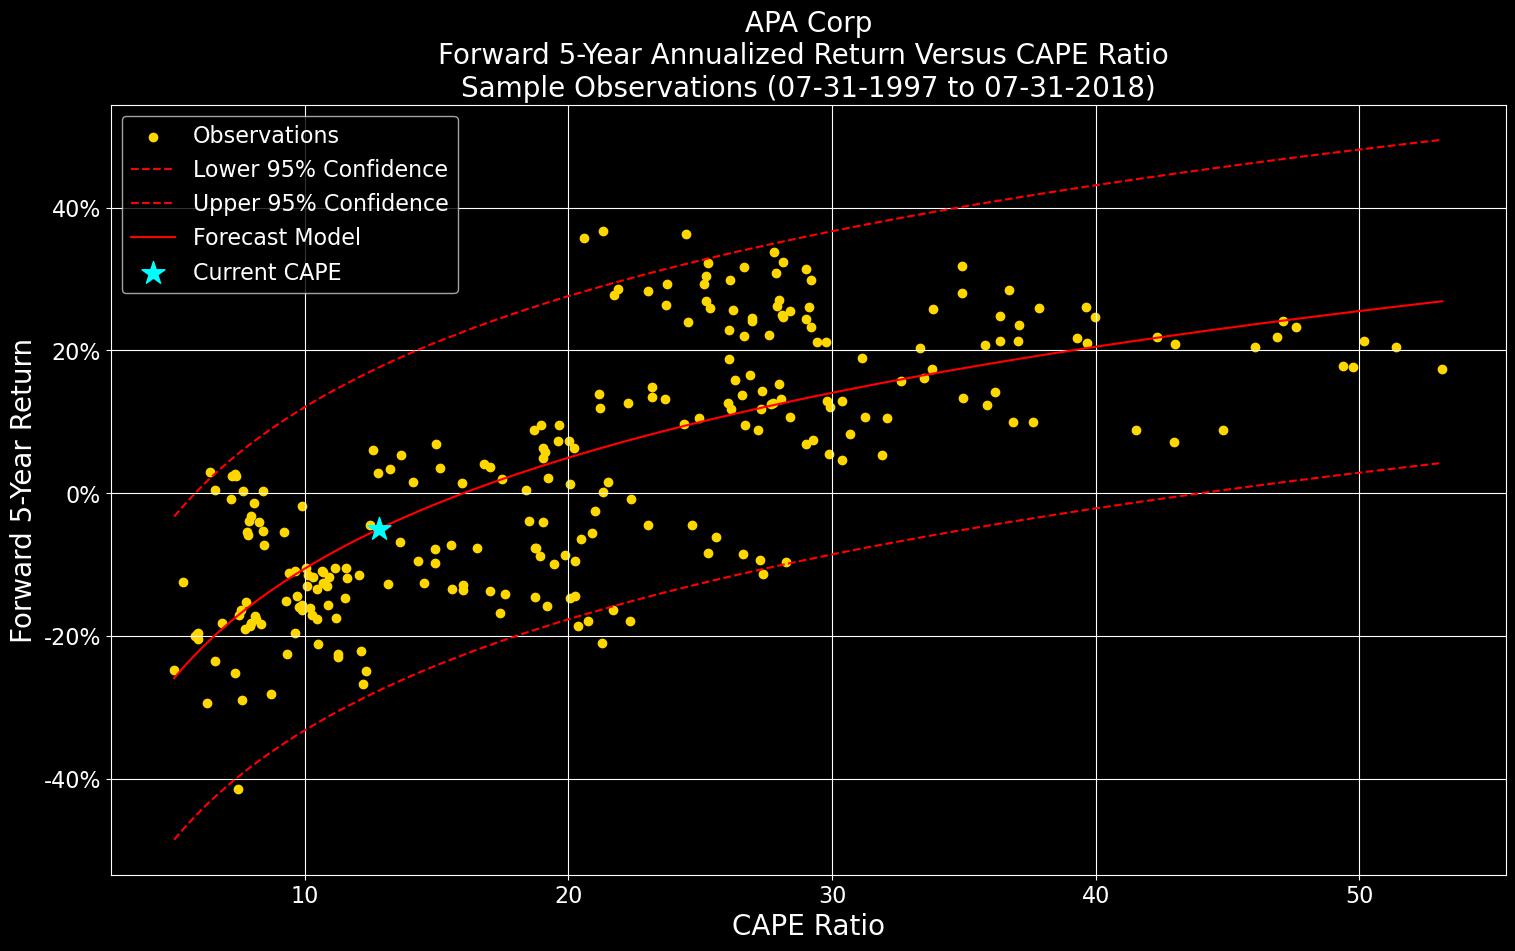 APA Corp
Forward 5-Year Annualized Return Versus CAPE Ratio
Sample Observations (07-31-1997 to 07-31-2018)
Observations
Lower 95% Confidence
Upper 95% Confidence
Forecast Model
Current CAPE
Forward 5-Year Return
40%
20%
0%
-20%
-40%
10 20 30 40 50
CAPE Ratio